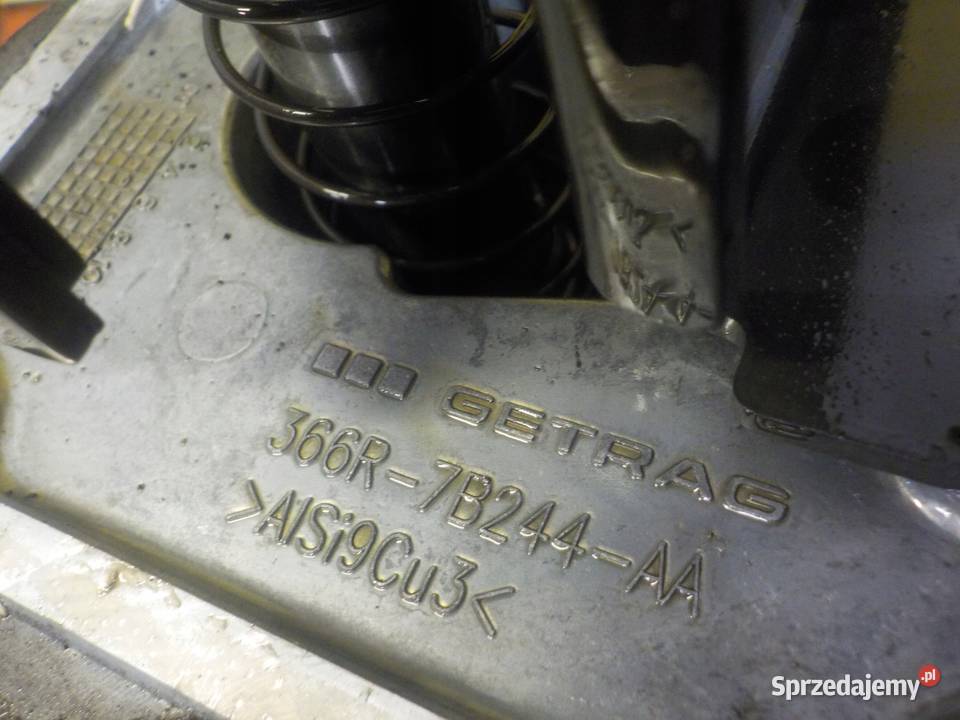 GETRAG
366R-7B244-AA
>AlSi9Cu3<
Sprzedajemy.pl